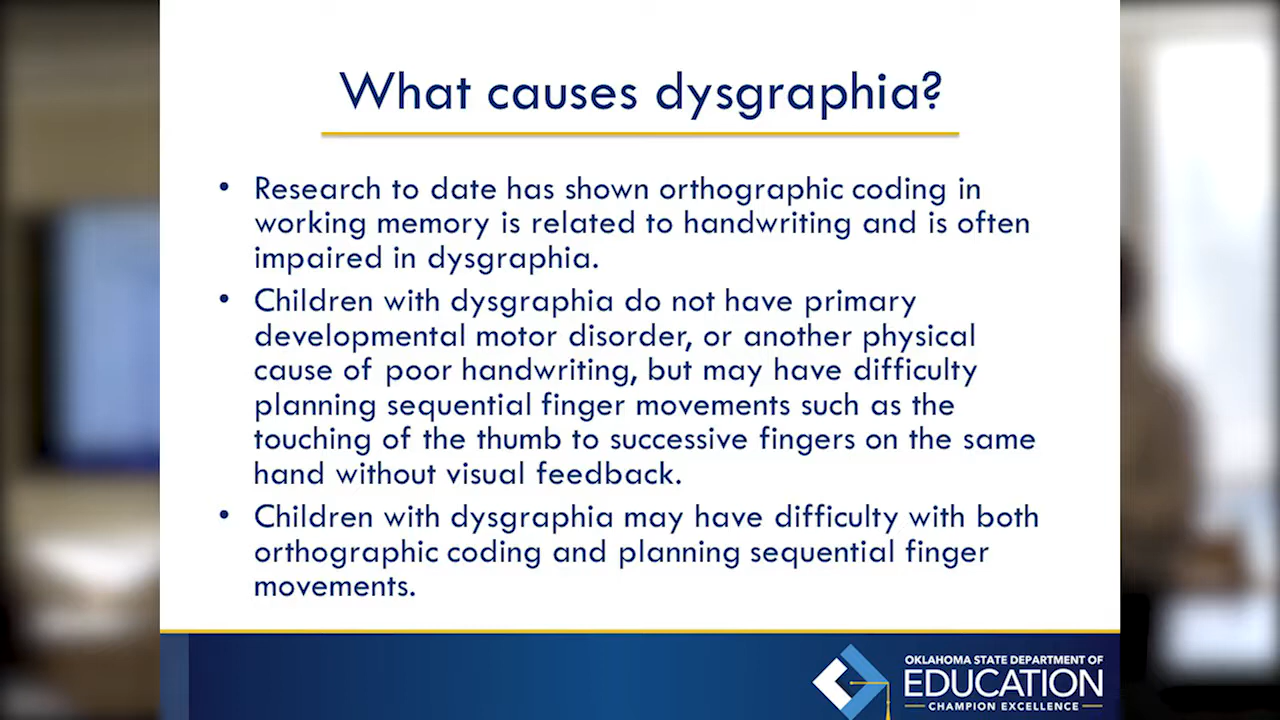 What causes dysgraphia?
• Research to date has shown orthographic coding in
working memory is related to handwriting and is often
impaired in dysgraphia.
• Children with dysgraphia do not have primary
developmental motor disorder, or another physical
cause of poor handwriting, but may have difficulty
planning sequential finger movements such as the
touching of the thumb to successive fingers on the same
hand without visual feedback.
• Children with dysgraphia may have difficulty with both
orthographic coding and planning sequential finger
movements.
OKLAHOMA STATE DEPARTMENT OF
EDUCATION
CHAMPION EXCELLENCE